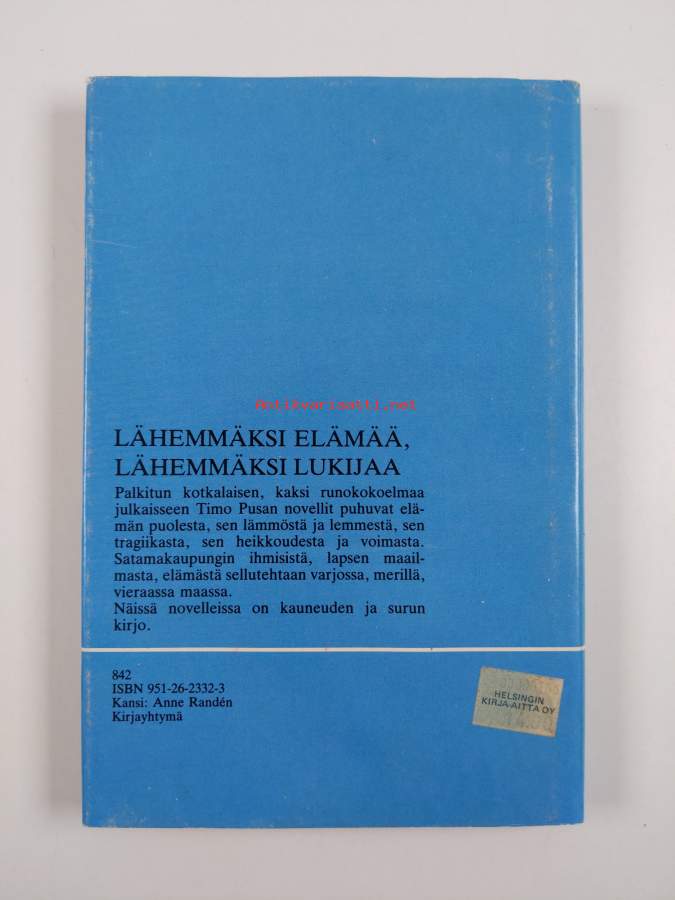 Antikvariaatti.net
LÄHEMMÄKSI ELÄMÄÄ,
LÄHEMMÄKSI LUKIJAA
Palkitun kotkalaisen, kaksi runokokoelmaa
julkaisseen Timo Pusan novellit puhuvat elä-
män puolesta, sen lämmöstä ja lemmestä, sen
tragiikasta, sen heikkoudesta ja voimasta.
Satamakaupungin ihmisistä, lapsen maail-
masta, elämästä sellutehtaan varjossa, merillä,
vieraassa maassa.
Näissä novelleissa on kauneuden ja surun
kirjo.
842
ISBN 951-26-2332-3
Kansi: Anne Randén
Kirjayhtymä
HELSINGIN
KIRJA-AITTA OY